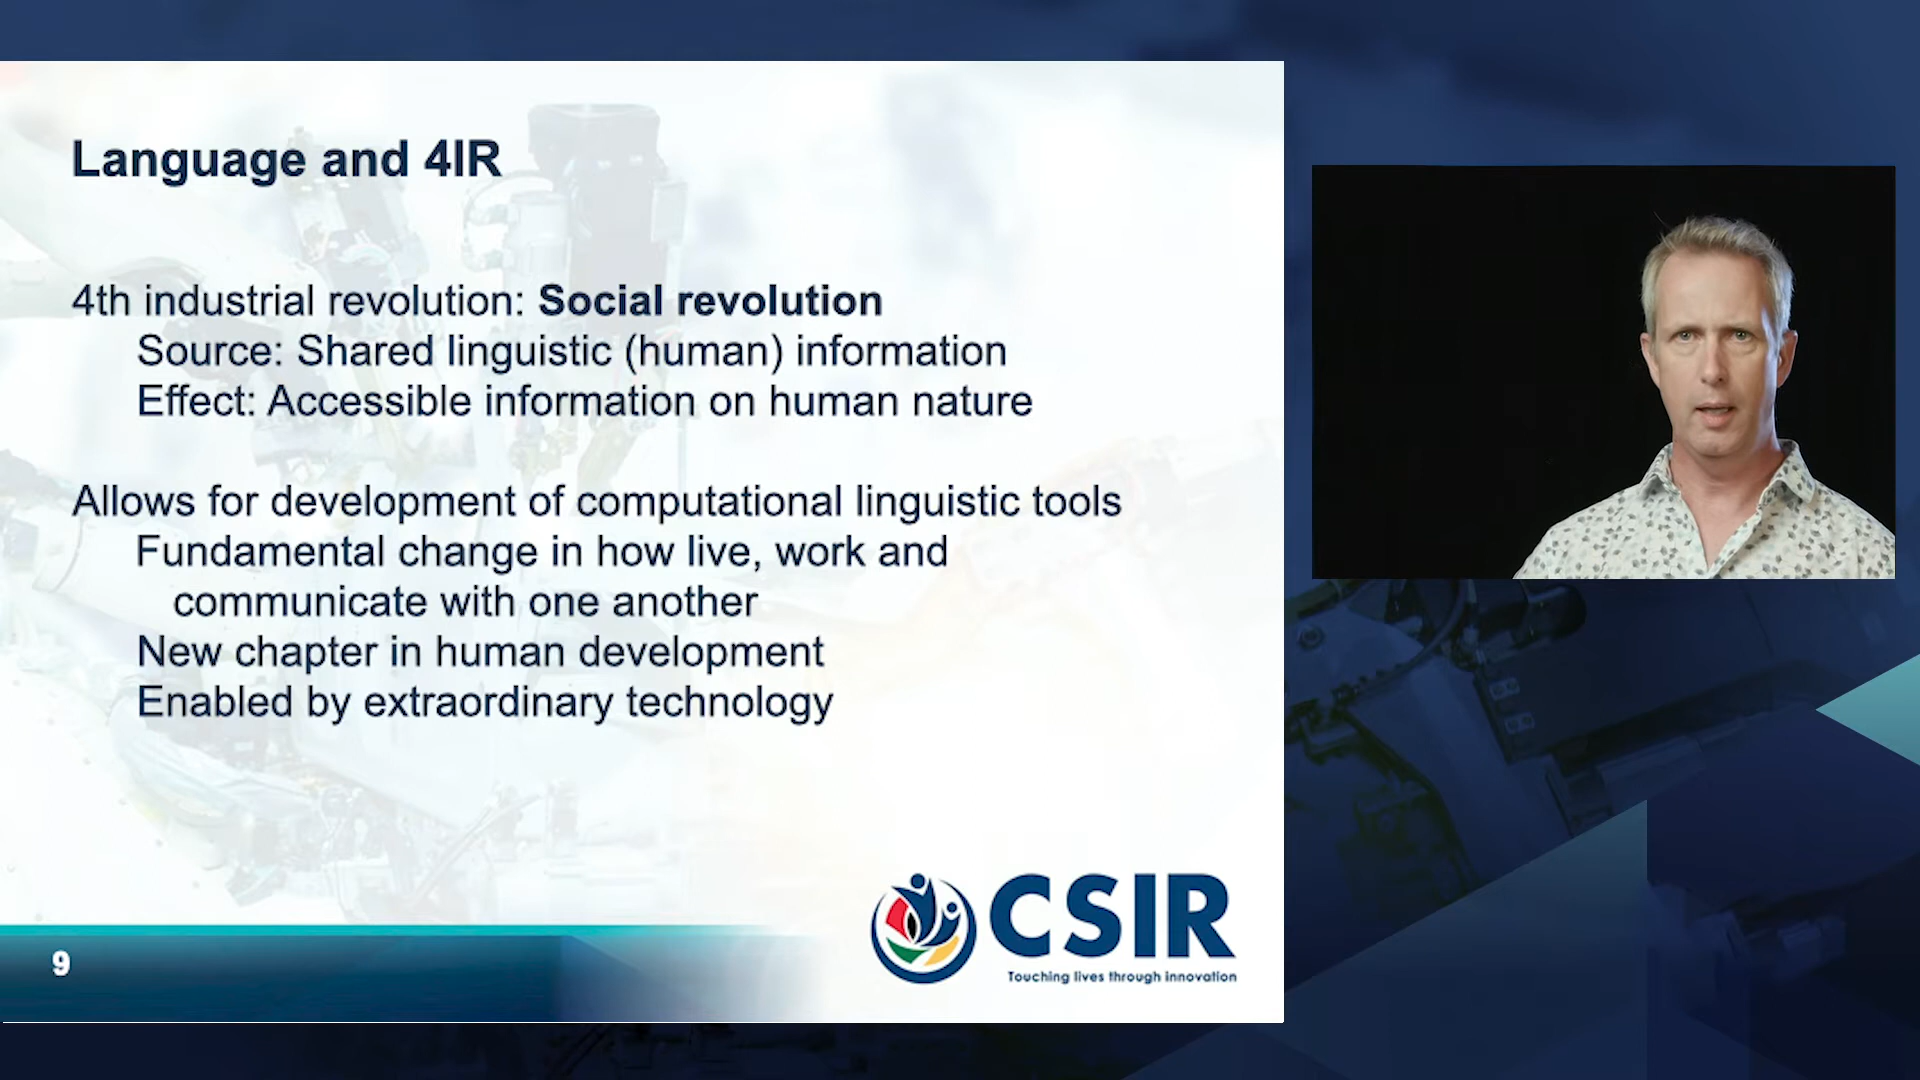 Language and 4IR
4th industrial revolution: Social revolution
Source: Shared linguistic (human) information
Effect: Accessible information on human nature
Allows for development of computational linguistic tools
Fundamental change in how live, work and
communicate with one another
New chapter in human development
Enabled by extraordinary technology
9
CSIR
Touching lives through innovation